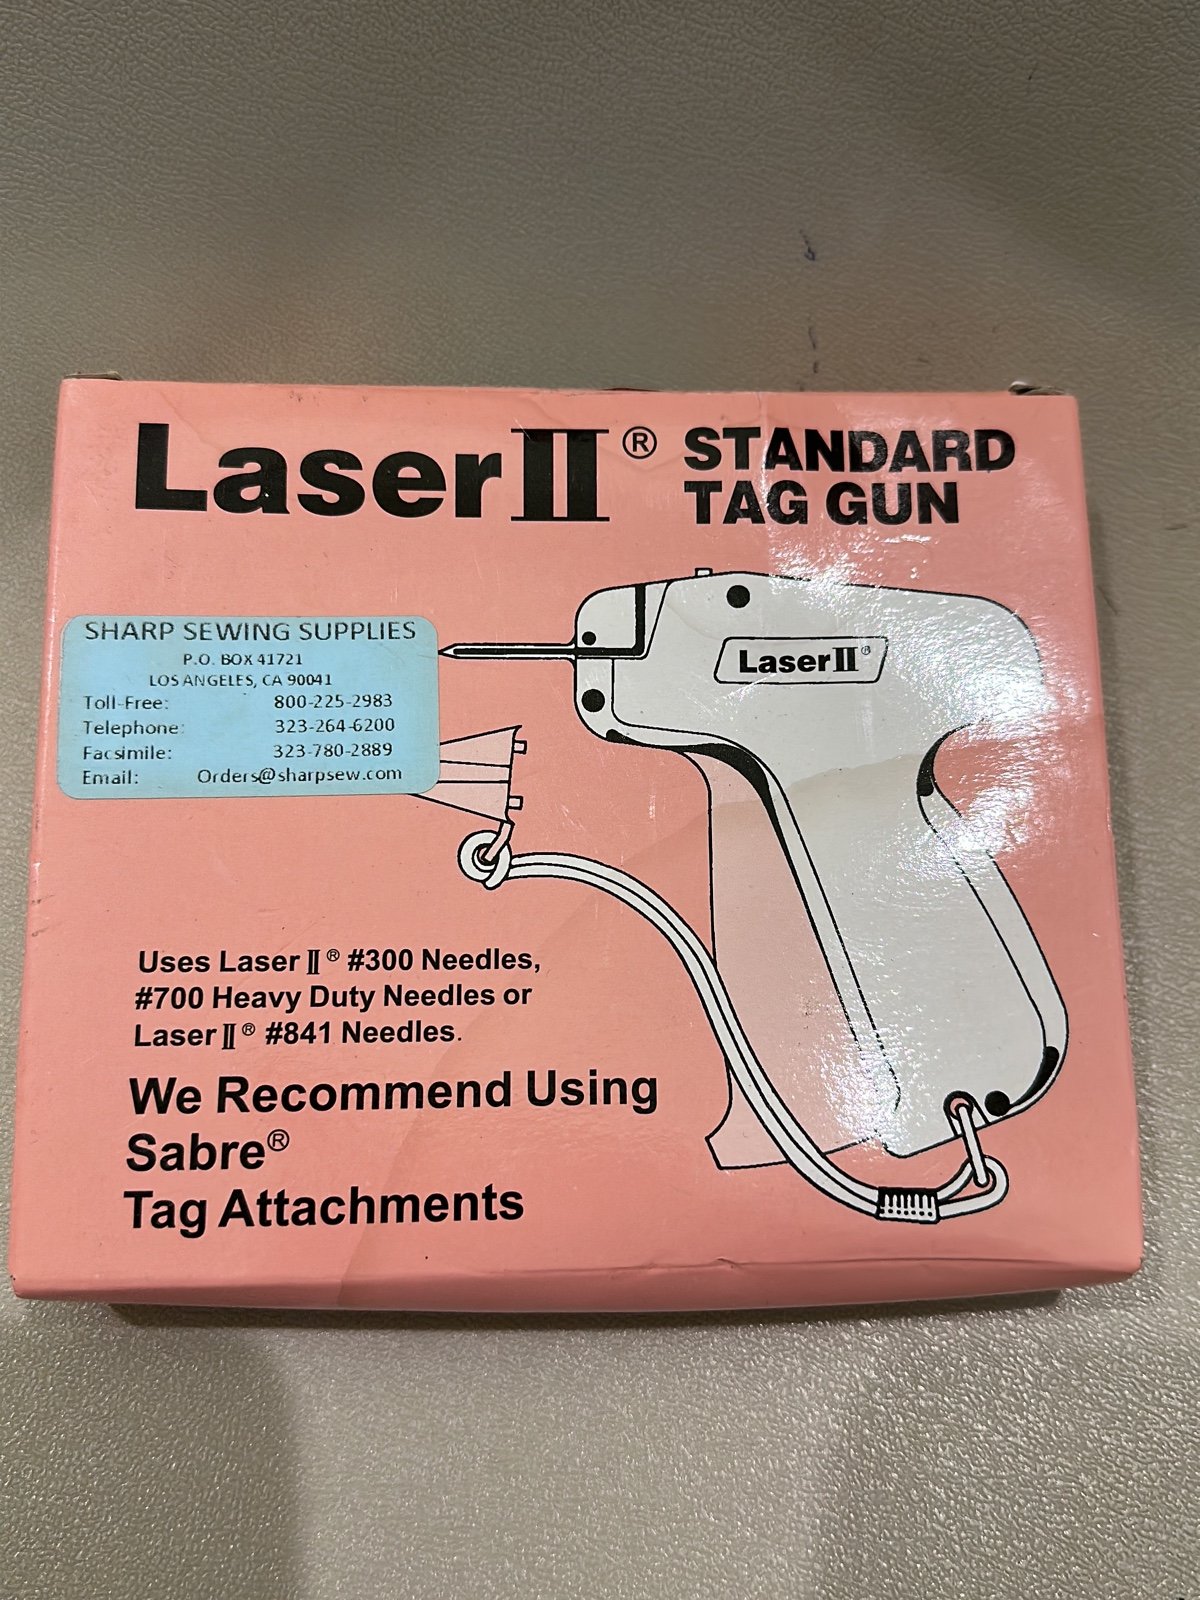 Laser II® STANDARD
TAG GUN
SHARP SEWING SUPPLIES
P.O. BOX 41721
LOS ANGELES, CA 90041
Toll-Free: 800-225-2983
Telephone: 323-264-6200
Facsimile: 323-780-2889
Email: Orders@sharpsew.com
Laser II®
Uses Laser II® #300 Needles,
#700 Heavy Duty Needles or
Laser II® #841 Needles.
We Recommend Using
Sabre®
Tag Attachments